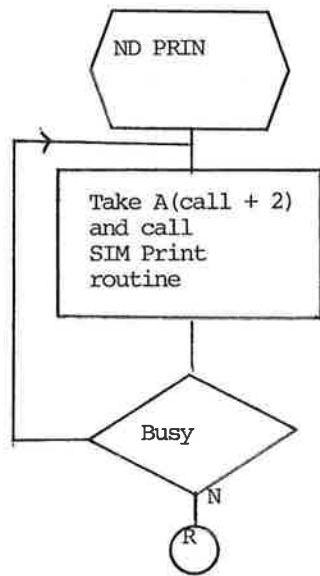 ND PRIN
Take A(call + 2)
and call
SIM Print
routine
Busy
N
R